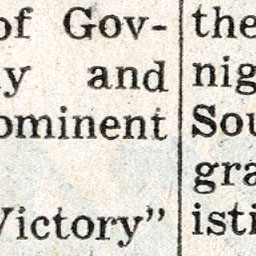 of Gov-
y and
ominent
Victory"
the
nig
Sou
gra
isti